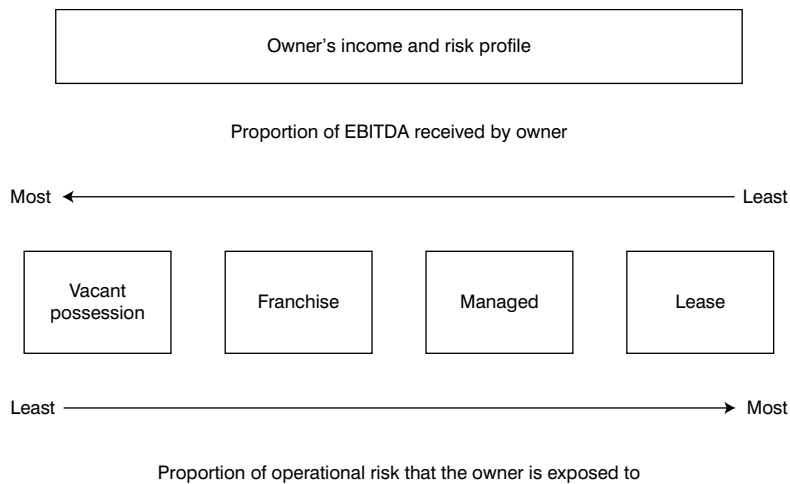 Owner's income and risk profile
Proportion of EBITDA received by owner
Most
Least
Vacant
possession
Franchise
Managed
Lease
Least
Most
Proportion of operational risk that the owner is exposed to